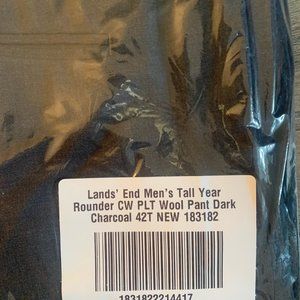 Lands' End Men's Tall Year
Rounder CW PLT Wool Pant Dark
Charcoal 42T NEW 183182
1831822214417